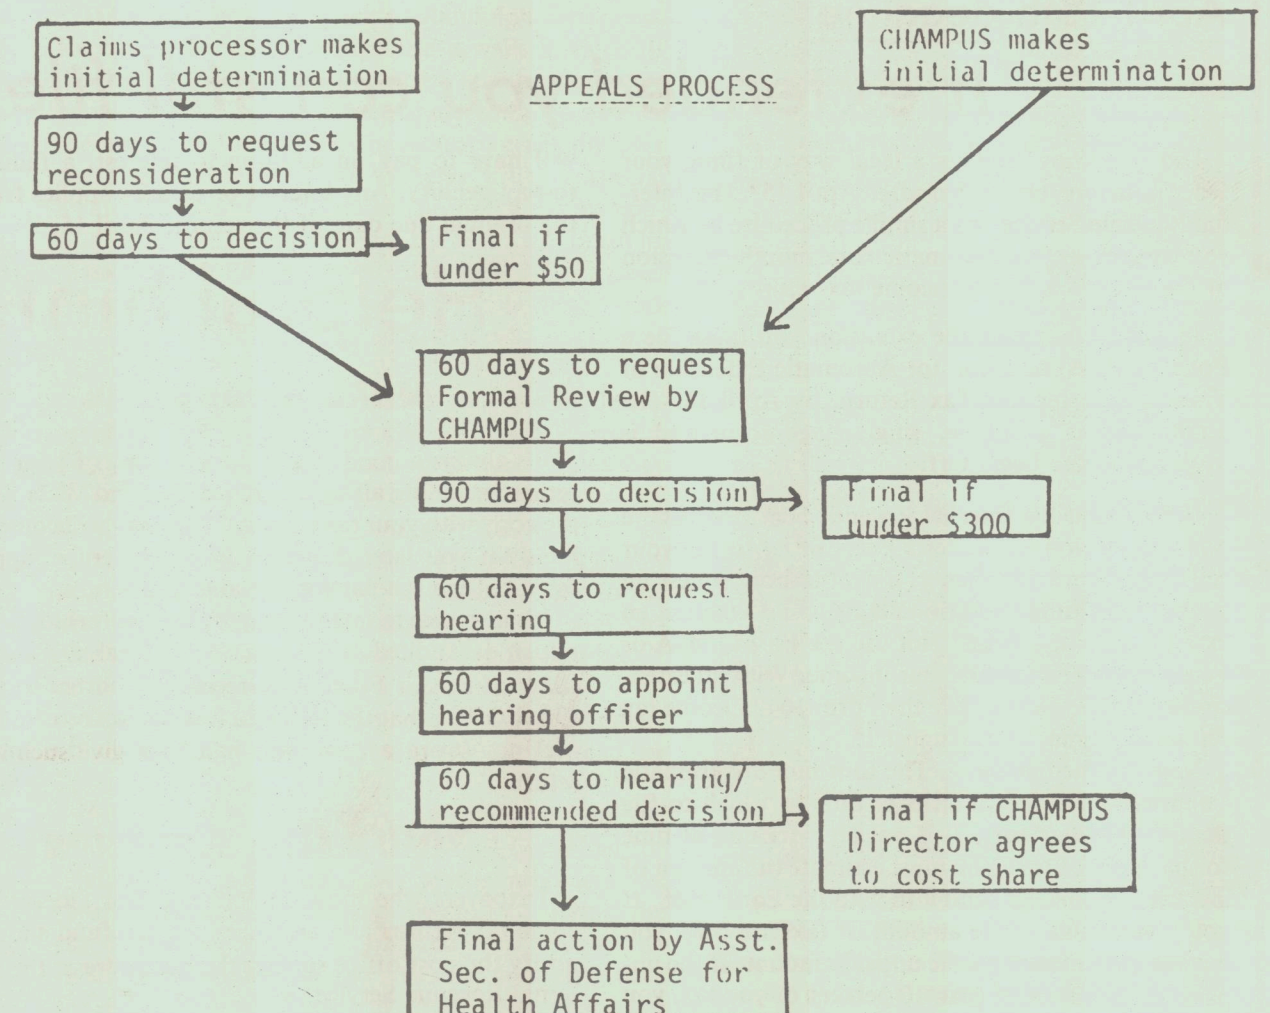 Claims processor makes
initial determination
APPEALS PROCESS
CHAMPUS makes
initial determination
90 days to request
reconsideration
60 days to decision
Final if
under $50
60 days to request
Formal Review by
CHAMPUS
90 days to decision
Final if
under $300
60 days to request
hearing
60 days to appoint
hearing officer
60 days to hearing/
recommended decision
Final if CHAMPUS
Director agrees
to cost share
Final action by Asst.
Sec. of Defense for
Health Affairs